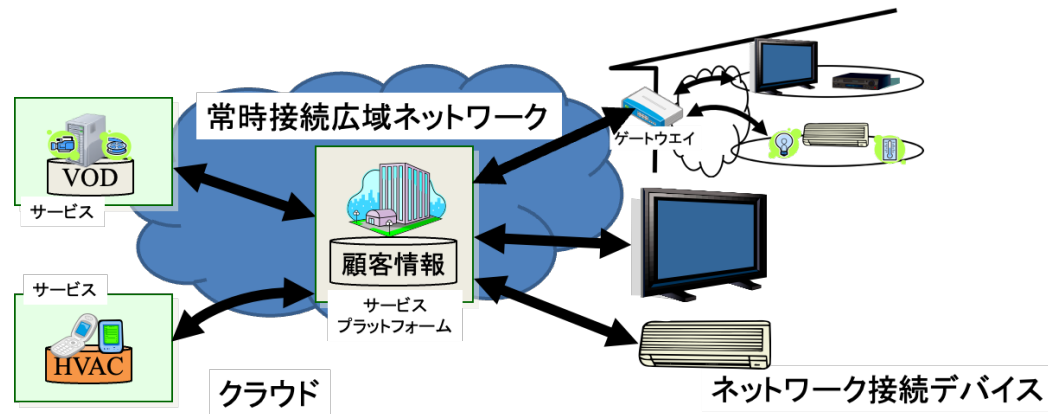 常時接続広域ネットワーク
VOD
サービス
ゲートウエイ
顧客情報
サービス
プラットフォーム
サービス
HVAC
クラウド
ネットワーク接続デバイス